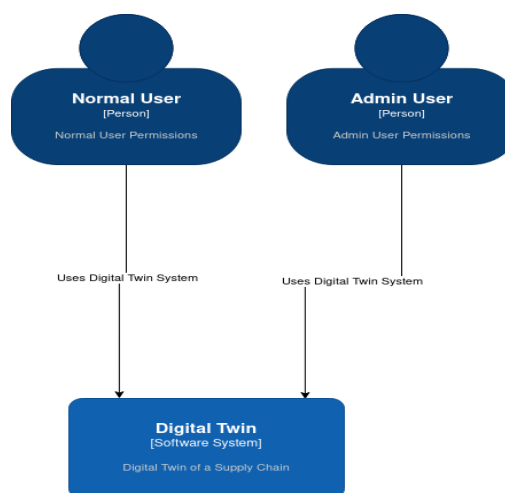 Normal User
[Person]
Normal User Permissions
Admin User
[Person]
Admin User Permissions
Uses Digital Twin System
Uses Digital Twin System
Digital Twin
[Software System]
Digital Twin of a Supply Chain